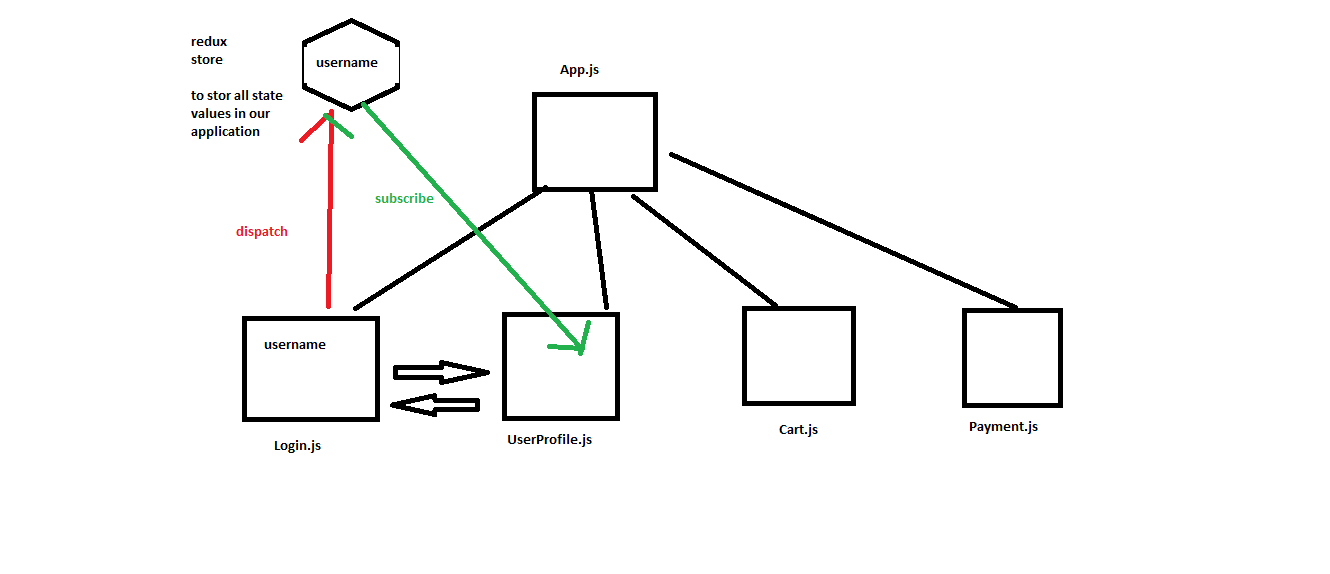 redux
store
username
App.js
to stor all state
values in our
application
subscribe
dispatch
username
Login.js
UserProfile.js
Cart.js
Payment.js